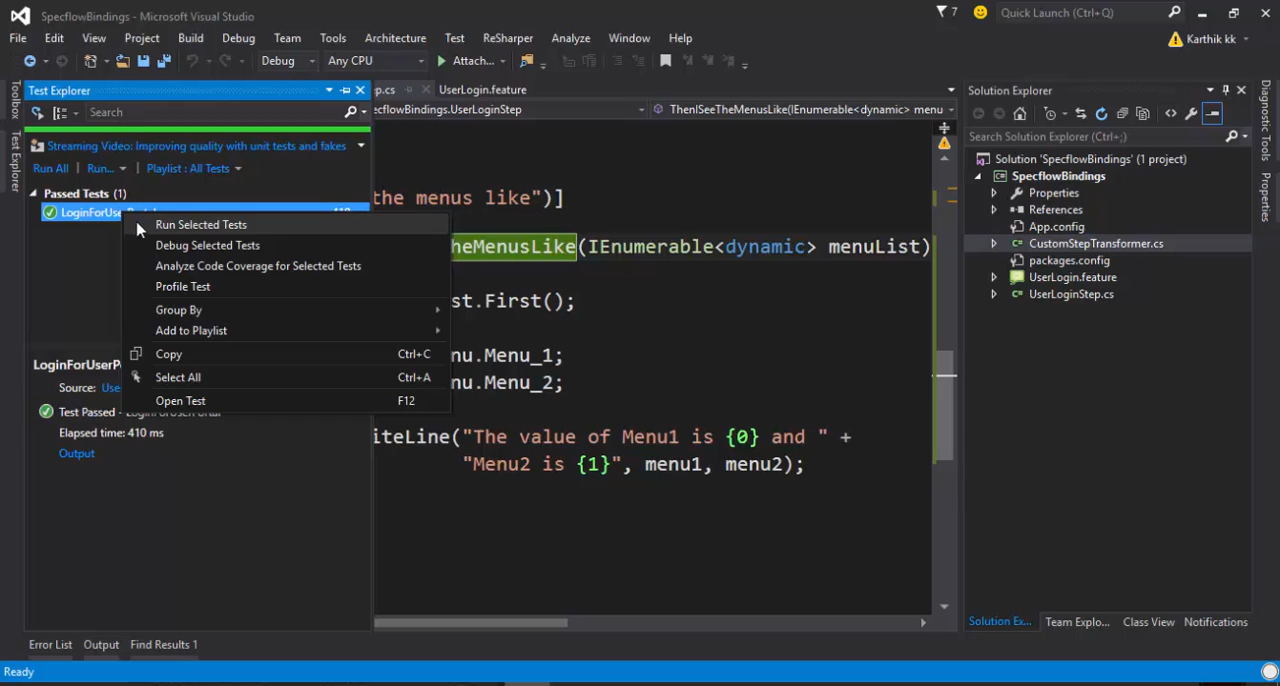 SpecflowBindings - Microsoft Visual Studio
7
Quick Launch (Ctrl+Q)
File Edit View Project Build Debug Team Tools Test ReSharper Architecture Analyze Window Help
Karthik kk
Debug
Any CPU
Attach...
Toolbox
Test Explorer
Test Explorer
Search
Streaming Video: Improving quality with unit tests and fakes
Run All Run... Playlist : All Tests
Passed Tests (1)
LoginForUse
Run Selected Tests
Debug Selected Tests
Analyze Code Coverage for Selected Tests
Profile Test
Group By
Add to Playlist
Copy Ctrl+C
Select All Ctrl+A
Open Test F12
LoginForUserP
Source: Use
Test Passed - LoginForUserPortal
Elapsed time: 410 ms
Output
p.cs
UserLogin.feature
ecflowBindings.UserLoginStep
ThenISeeTheMenusLike(IEnumerable<dynamic> menu
the menus like")]
heMenusLike(IEnumerable<dynamic> menuList)
st.First();
nu.Menu_1;
nu.Menu_2;
iteLine("The value of Menu1 is {0} and " +
"Menu2 is {1}", menu1, menu2);
Solution Explorer
Search Solution Explorer (Ctrl+;)
Solution 'SpecflowBindings' (1 project)
SpecflowBindings
Properties
References
App.config
CustomStepTransformer.cs
packages.config
UserLogin.feature
UserLoginStep.cs
Solution Ex...
Team Explo...
Class View
Notifications
Diagnostic Tools
Properties
Error List
Output
Find Results 1
Ready